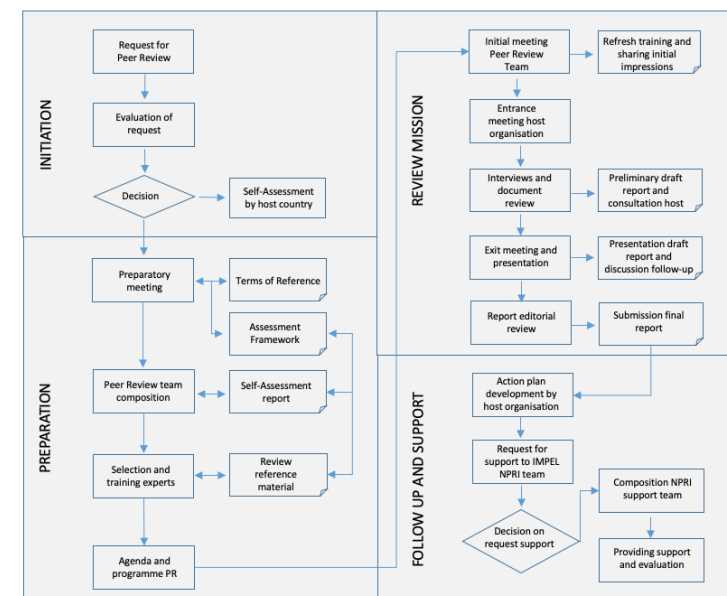 INITIATION
Request for
Peer Review
Evaluation of
request
Decision
Self-Assessment
by host country
PREPARATION
Preparatory
meeting
Terms of Reference
Assessment
Framework
Peer Review team
composition
Self-Assessment
report
Selection and
training experts
Review
reference
material
Agenda and
programme PR
REVIEW MISSION
Initial meeting
Peer Review
Team
Refresh training and
sharing initial
impressions
Entrance
meeting host
organisation
Interviews and
document
review
Preliminary draft
report and
consultation host
Exit meeting and
presentation
Presentation draft
report and
discussion follow-up
Report editorial
review
Submission final
report
FOLLOW UP AND SUPPORT
Action plan
development by
host organisation
Request for
support to IMPEL
NPRI team
Decision on
request support
Composition NPRI
support team
Providing support
and evaluation